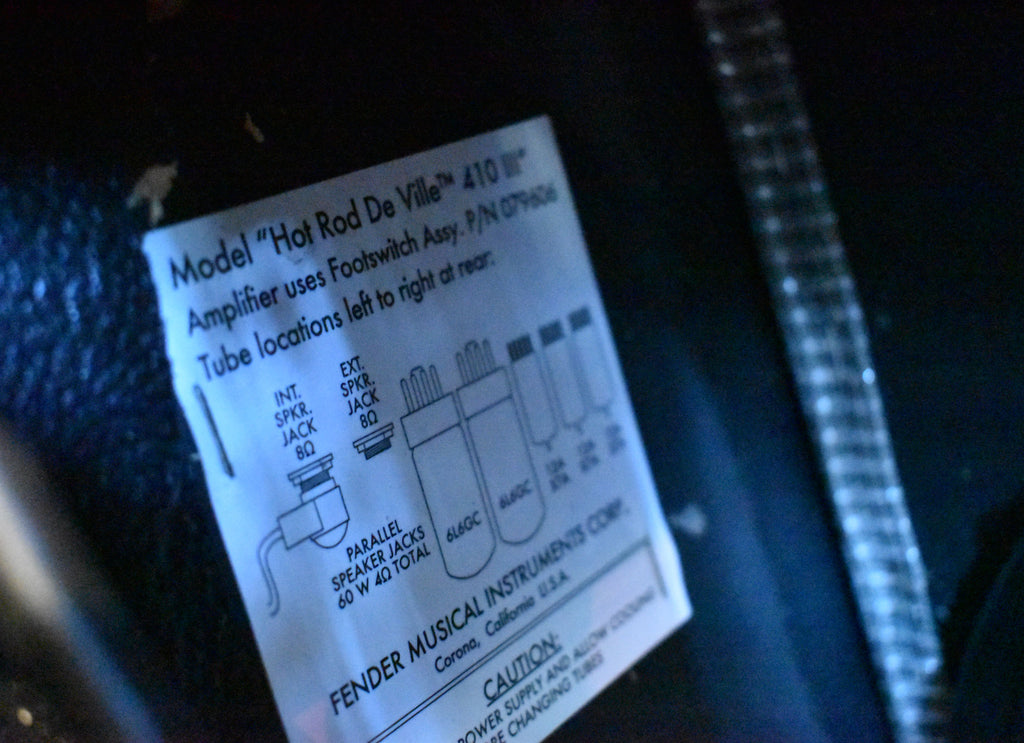 Model "Hot Rod De Ville™ 410 III"
Amplifier uses Footswitch Assy. P/N 079606
Tube locations left to right at rear:
INT.
SPKR.
JACK
8Ω
EXT.
SPKR.
JACK
8Ω
6L6GC
6L6GC
PARALLEL
SPEAKER JACKS
60 W 4Ω TOTAL
FENDER MUSICAL INSTRUMENTS CORP.
Corona, California U.S.A
CAUTION:
POWER SUPPLY AND ALLOW COOLING
CHANGING TUBES